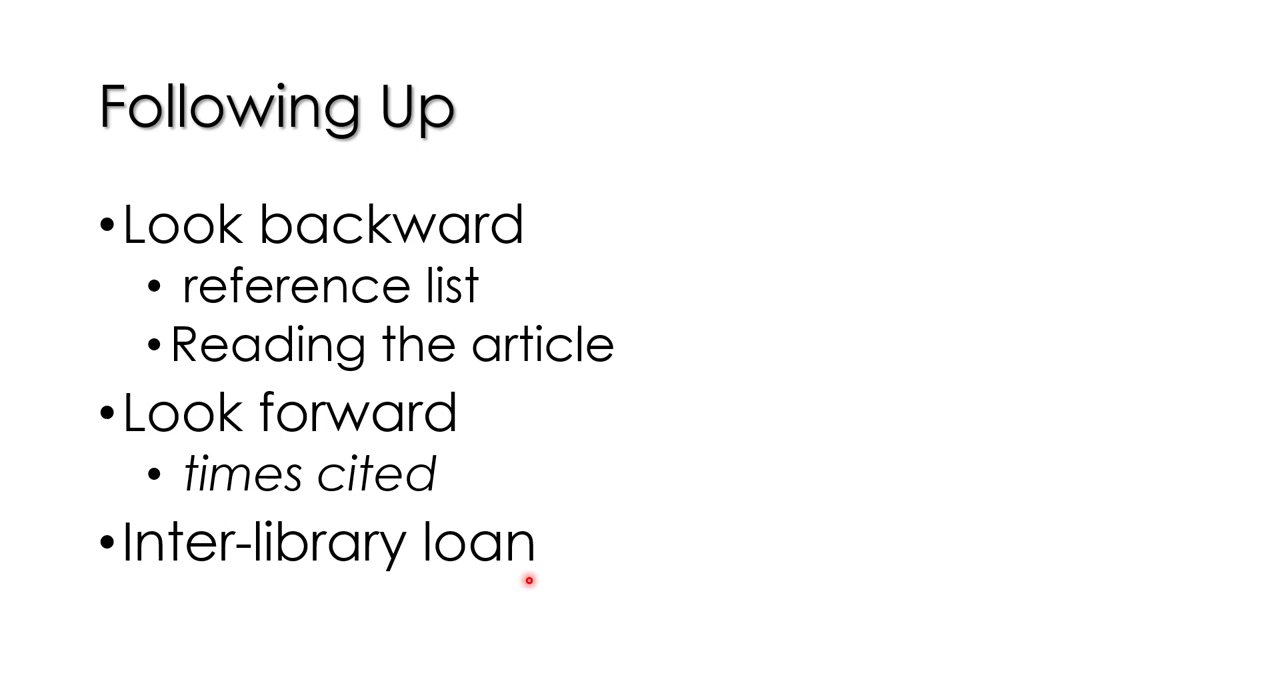 Following Up
•Look backward
• reference list
•Reading the article
•Look forward
• times cited
•Inter-library loan